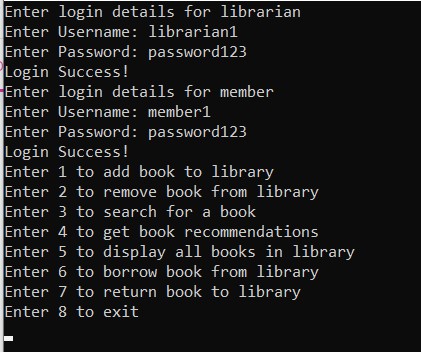 Enter login details for librarian
Enter Username: librarian1
Enter Password: password123
Login Success!
Enter login details for member
Enter Username: member1
Enter Password: password123
Login Success!
Enter 1 to add book to library
Enter 2 to remove book from library
Enter 3 to search for a book
Enter 4 to get book recommendations
Enter 5 to display all books in library
Enter 6 to borrow book from library
Enter 7 to return book to library
Enter 8 to exit